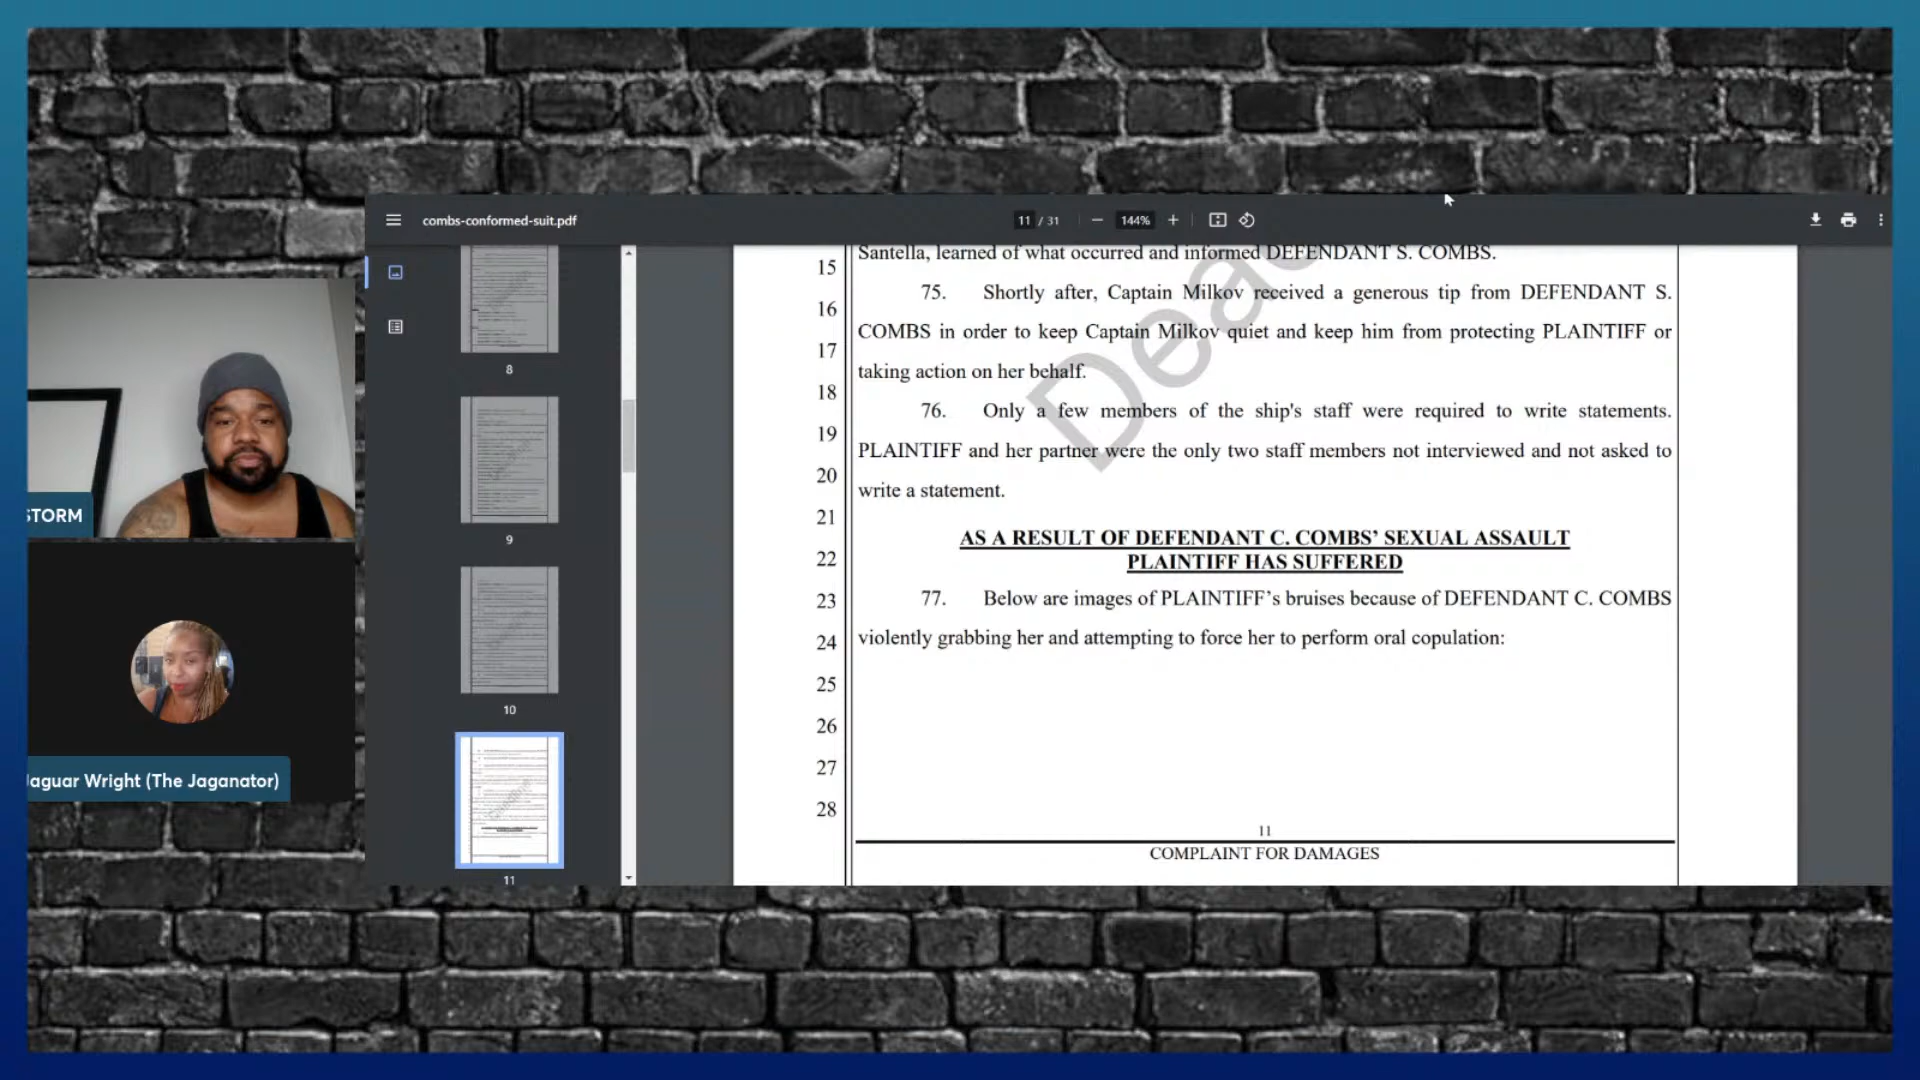 combs-conformed-suit.pdf
11 / 31
144%
8
9
10
11
STORM
Jaguar Wright (The Jaganator)
Santella, learned of what occurred and informed DEFENDANT S. COMBS.
15
75. Shortly after, Captain Milkov received a generous tip from DEFENDANT S.
16
COMBS in order to keep Captain Milkov quiet and keep him from protecting PLAINTIFF or
17
taking action on her behalf.
18
76. Only a few members of the ship's staff were required to write statements.
19
PLAINTIFF and her partner were the only two staff members not interviewed and not asked to
20
write a statement.
21
AS A RESULT OF DEFENDANT C. COMBS' SEXUAL ASSAULT
22
PLAINTIFF HAS SUFFERED
23
77. Below are images of PLAINTIFF's bruises because of DEFENDANT C. COMBS
24
violently grabbing her and attempting to force her to perform oral copulation:
25
26
27
28
11
COMPLAINT FOR DAMAGES
Dea